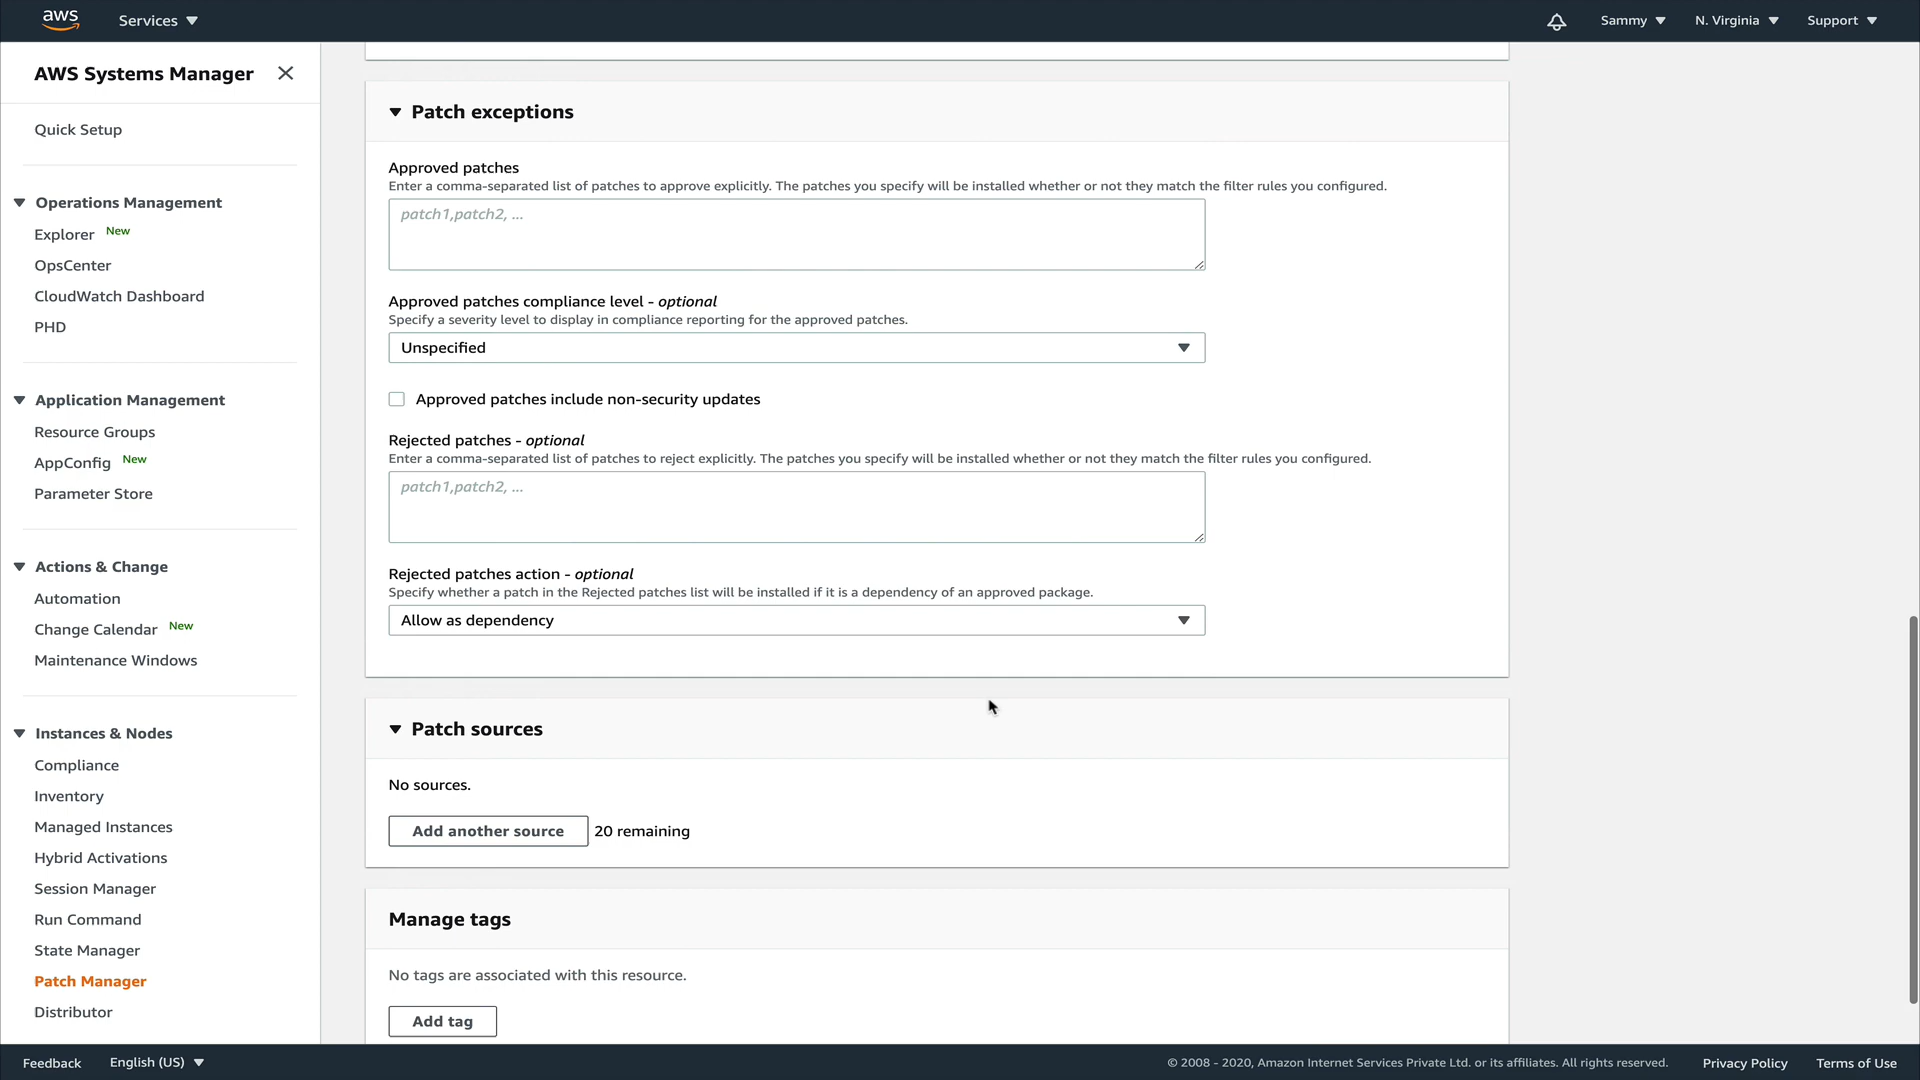 aws
Services
Sammy
N. Virginia
Support
AWS Systems Manager
Quick Setup
Operations Management
Explorer New
OpsCenter
CloudWatch Dashboard
PHD
Application Management
Resource Groups
AppConfig New
Parameter Store
Actions & Change
Automation
Change Calendar New
Maintenance Windows
Instances & Nodes
Compliance
Inventory
Managed Instances
Hybrid Activations
Session Manager
Run Command
State Manager
Patch Manager
Distributor
Patch exceptions
Approved patches
Enter a comma-separated list of patches to approve explicitly. The patches you specify will be installed whether or not they match the filter rules you configured.
patch1,patch2, ...
Approved patches compliance level - optional
Specify a severity level to display in compliance reporting for the approved patches.
Unspecified
Approved patches include non-security updates
Rejected patches - optional
Enter a comma-separated list of patches to reject explicitly. The patches you specify will be installed whether or not they match the filter rules you configured.
patch1,patch2, ...
Rejected patches action - optional
Specify whether a patch in the Rejected patches list will be installed if it is a dependency of an approved package.
Allow as dependency
Patch sources
No sources.
Add another source 20 remaining
Manage tags
No tags are associated with this resource.
Add tag
Feedback
English (US)
© 2008 - 2020, Amazon Internet Services Private Ltd. or its affiliates. All rights reserved.
Privacy Policy
Terms of Use